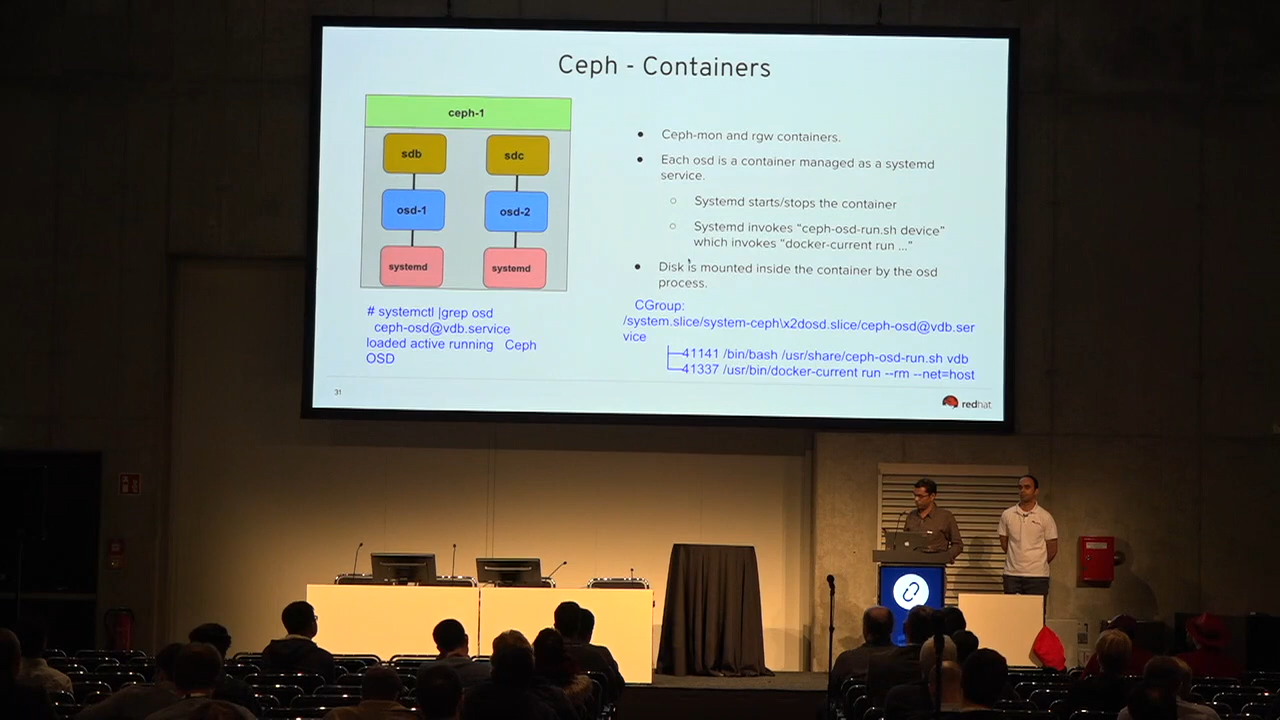 Ceph - Containers
ceph-1
sdb
sdc
osd-1
osd-2
systemd
systemd
# systemctl |grep osd
ceph-osd@vdb.service
loaded active running Ceph
OSD
● Ceph-mon and rgw containers.
● Each osd is a container managed as a systemd
service.
○ Systemd starts/stops the container
○ Systemd invokes “ceph-osd-run.sh device”
which invokes “docker-current run ...”
● Disk is mounted inside the container by the osd
process.
CGroup:
/system.slice/system-ceph\x2dosd.slice/ceph-osd@vdb.ser
vice
├─41141 /bin/bash /usr/share/ceph-osd-run.sh vdb
└─41337 /usr/bin/docker-current run --rm --net=host
31
redhat